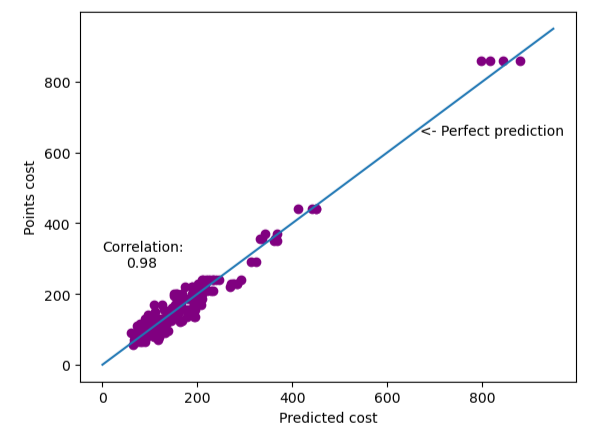 800
600
400
200
0
Points cost
Correlation:
0.98
<- Perfect prediction
0
200
400
600
800
Predicted cost